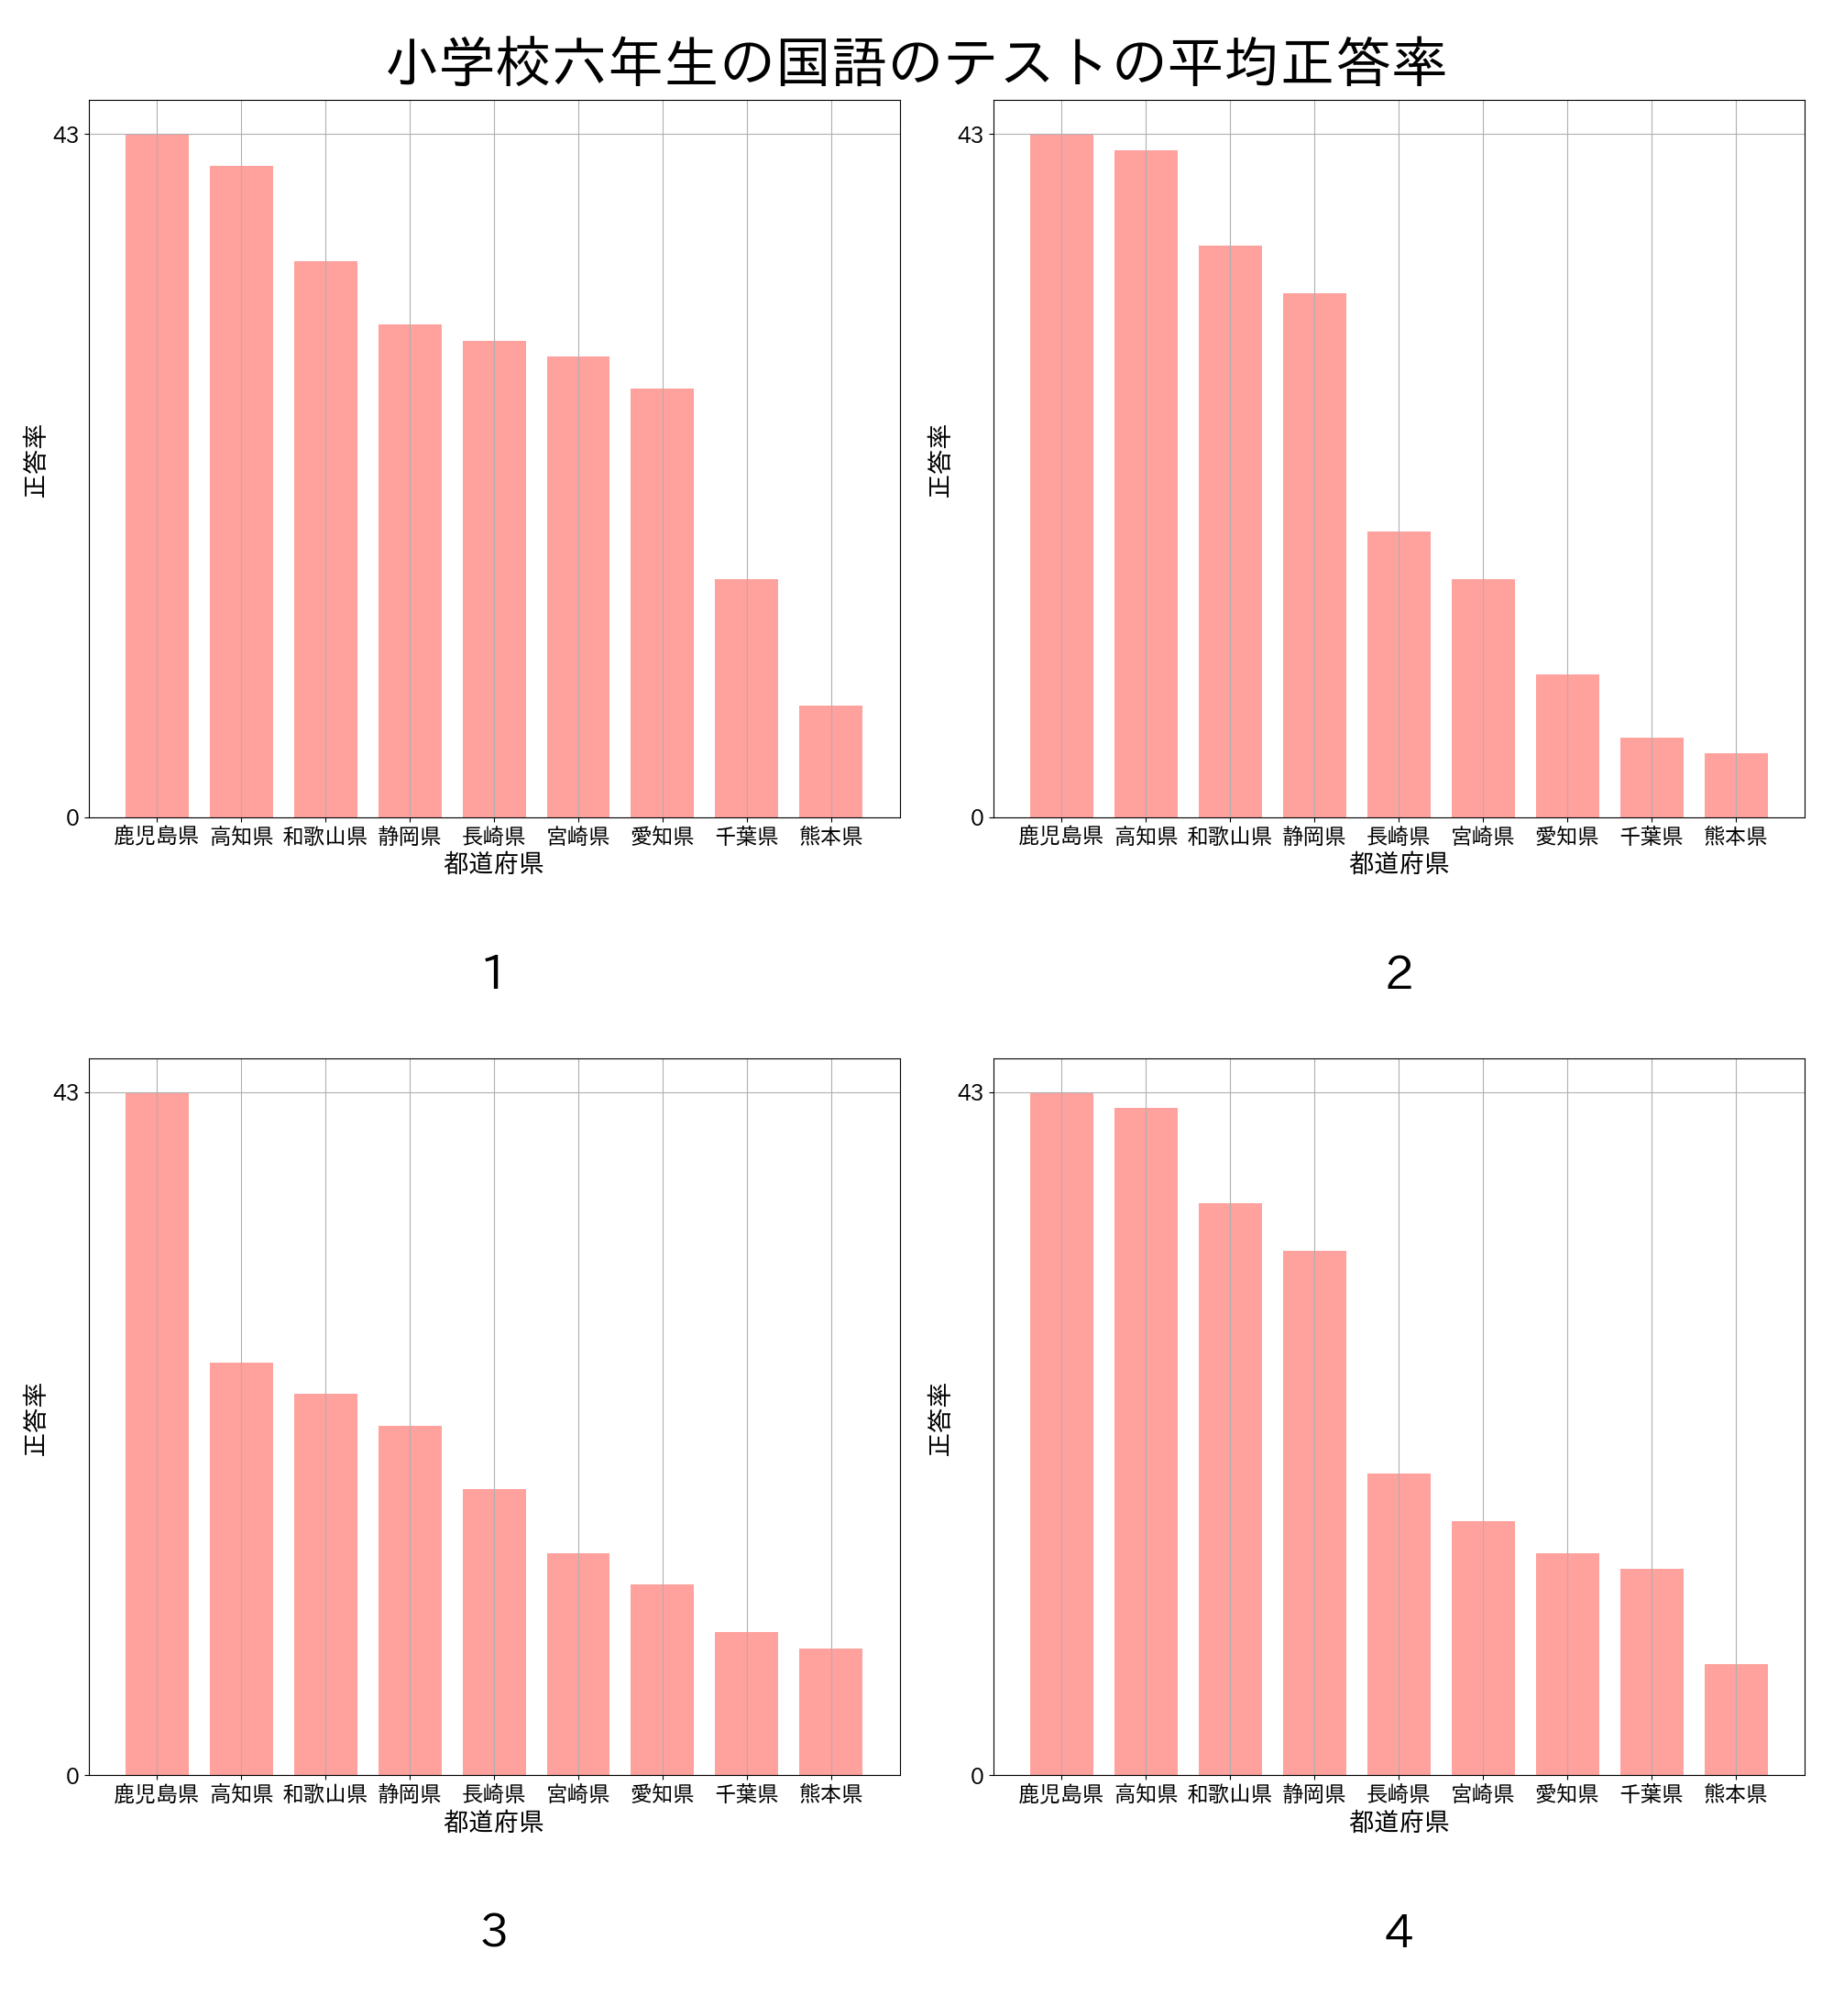 小学校六年生の国語のテストの平均正答率
43
正答率
0
鹿児島県 高知県 和歌山県 静岡県 長崎県 宮崎県 愛知県 千葉県 熊本県
都道府県
1
43
正答率
0
鹿児島県 高知県 和歌山県 静岡県 長崎県 宮崎県 愛知県 千葉県 熊本県
都道府県
2
43
正答率
0
鹿児島県 高知県 和歌山県 静岡県 長崎県 宮崎県 愛知県 千葉県 熊本県
都道府県
3
43
正答率
0
鹿児島県 高知県 和歌山県 静岡県 長崎県 宮崎県 愛知県 千葉県 熊本県
都道府県
4